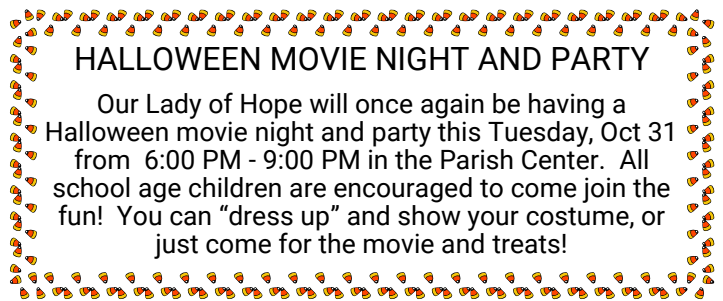 HALLOWEEN MOVIE NIGHT AND PARTY
Our Lady of Hope will once again be having a
Halloween movie night and party this Tuesday, Oct 31
from  6:00 PM - 9:00 PM in the Parish Center.  All
school age children are encouraged to come join the
fun!  You can “dress up” and show your costume, or
just come for the movie and treats!